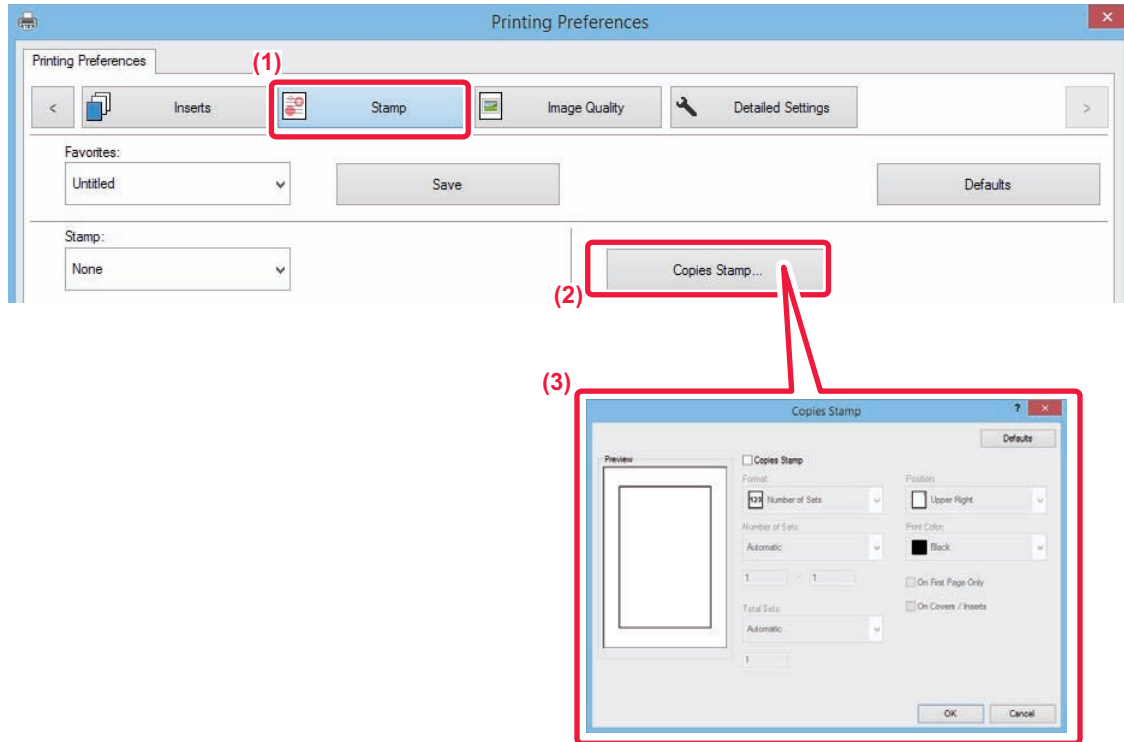 Printing Preferences
Printing Preferences
(1)
< Inserts Stamp Image Quality Detailed Settings >
Favorites:
Untitled Save Defaults
Stamp:
None Copies Stamp...
(2)
(3)
Copies Stamp ?
Defaults
Preview Copies Stamp
Format: Position:
123 Number of Sets Upper Right
Number of Sets: Print Color:
Automatic Black
1 - 1 On First Page Only
Total Sets: On Covers / Inserts
Automatic
1
OK Cancel